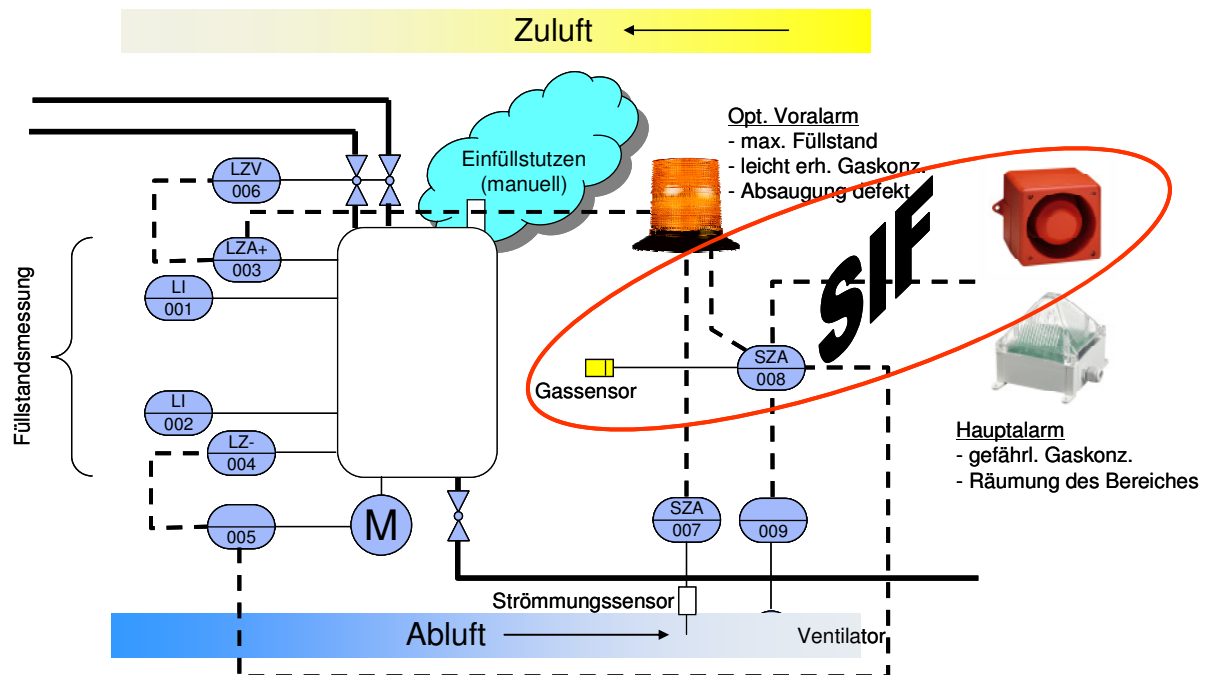 Zuluft
Opt. Voralarm
- max. Füllstand
- leicht erh. Gaskonz.
- Absaugung defekt
Einfüllstutzen
(manuell)
LZV
006
LZA+
003
LI
001
Füllstandsmessung
SIF
SZA
008
Gassensor
LI
002
LZ-
004
Hauptalarm
- gefährl. Gaskonz.
- Räumung des Bereiches
005
M
SZA
007
009
Strömmungssensor
Abluft
Ventilator